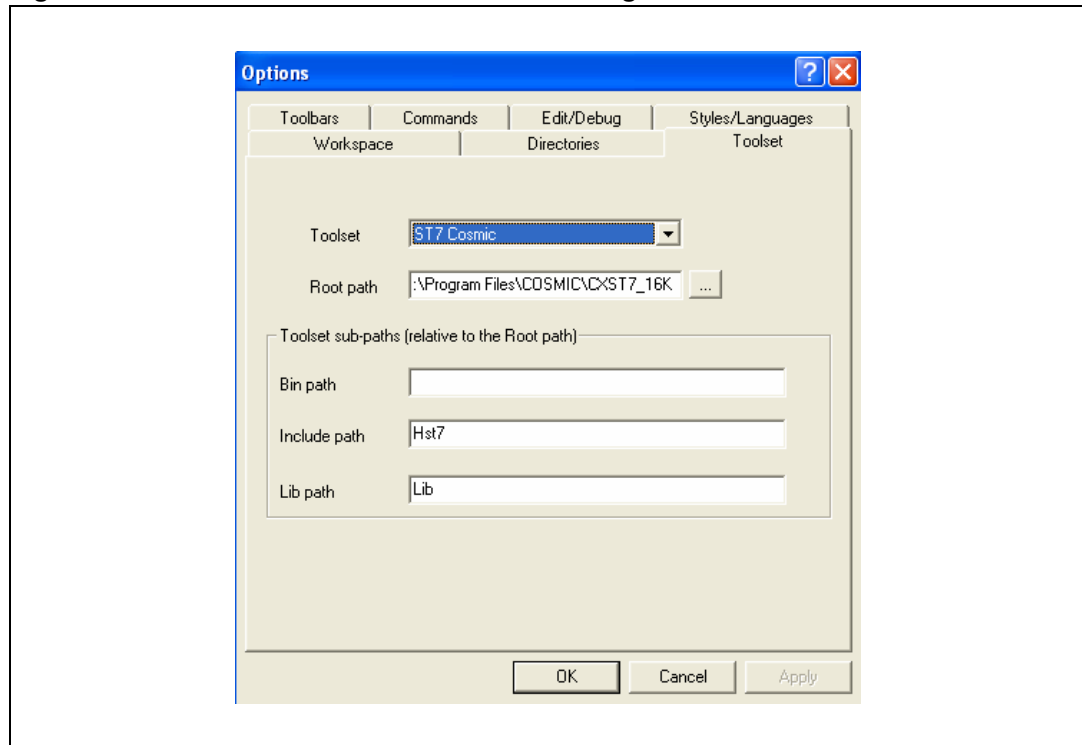 Options
Toolbars Commands Edit/Debug Styles/Languages
Workspace Directories Toolset
Toolset ST7 Cosmic
Root path :\Program Files\COSMIC\CXST7_16K ...
Toolset sub-paths (relative to the Root path)
Bin path
Include path Hst7
Lib path Lib
OK Cancel Apply